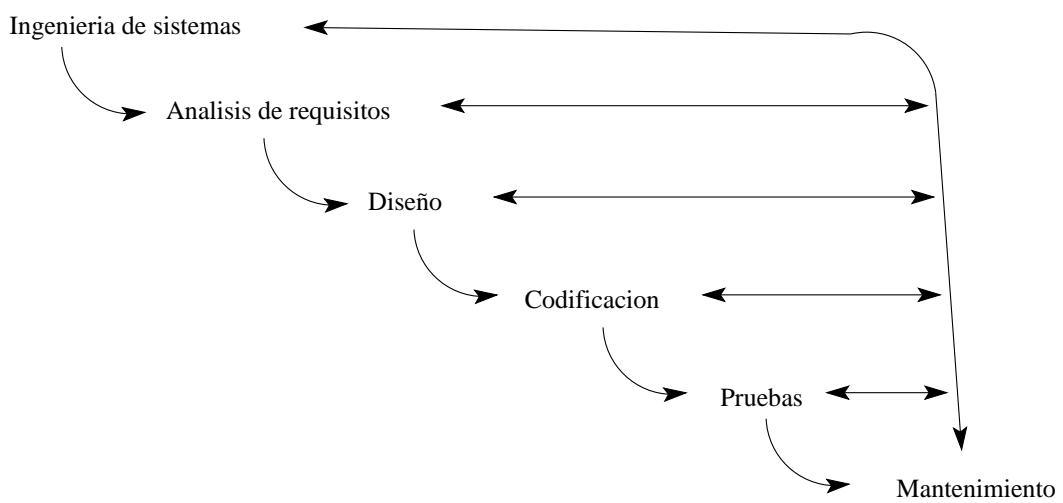 Ingenieria de sistemas
Analisis de requisitos
Diseño
Codificacion
Pruebas
Mantenimiento